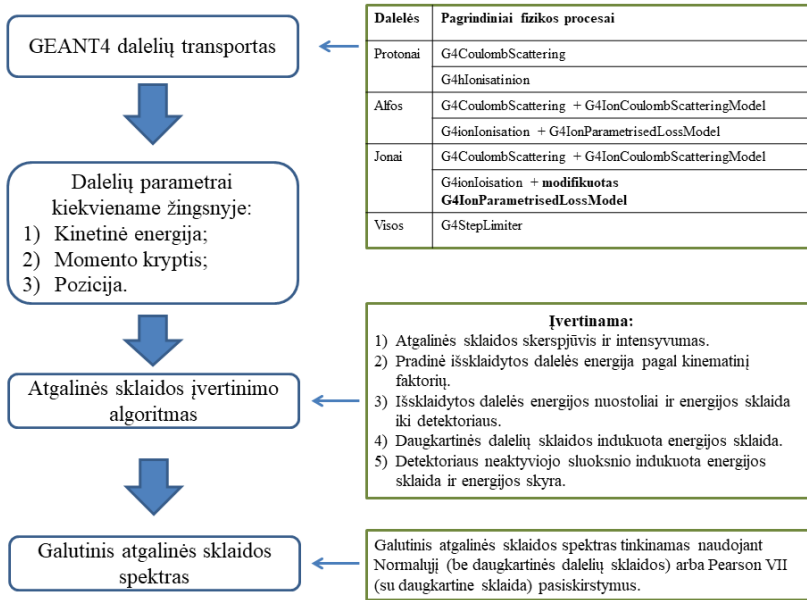 GEANT4 dalelių transportas
Dalelės Pagrindiniai fizikos procesai
Protonai G4CoulombScattering
G4hIonisatinion
Alfos G4CoulombScattering + G4IonCoulombScatteringModel
G4ionIonisation + G4IonParametrisedLossModel
Jonai G4CoulombScattering + G4IonCoulombScatteringModel
G4ionIoisation + modifikuotas
G4IonParametrisedLossModel
Visos G4StepLimiter
Dalelių parametrai
kiekviename žingsnyje:
1) Kinetinė energija;
2) Momento kryptis;
3) Pozicija.
Atgalinės sklaidos įvertinimo
algoritmas
Įvertinama:
1) Atgalinės sklaidos skerspjūvis ir intensyvumas.
2) Pradinė išsklaidytos dalelės energija pagal kinematinį
faktorių.
3) Išsklaidytos dalelės energijos nuostoliai ir energijos sklaida
iki detektoriaus.
4) Daugkartinės dalelių sklaidos indukuota energijos sklaida.
5) Detektoriaus neaktyviojo sluoksnio indukuota energijos
sklaida ir energijos skyra.
Galutinis atgalinės sklaidos
spektras
Galutinis atgalinės sklaidos spektras tinkinamas naudojant
Normalųjį (be daugkartinės dalelių sklaidos) arba Pearson VII
(su daugkartine sklaida) pasiskirstymus.